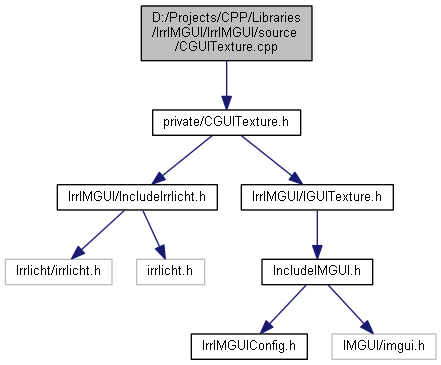 D:/Projects/CPP/Libraries
/IrrIMGUI/IrrIMGUI/source
/CGUITexture.cpp
private/CGUITexture.h
IrrIMGUI/IncludeIrrlicht.h
IrrIMGUI/IGUITexture.h
Irrlicht/irrlicht.h
irrlicht.h
IncludeIMGUI.h
IrrIMGUIConfig.h
IMGUI/imgui.h